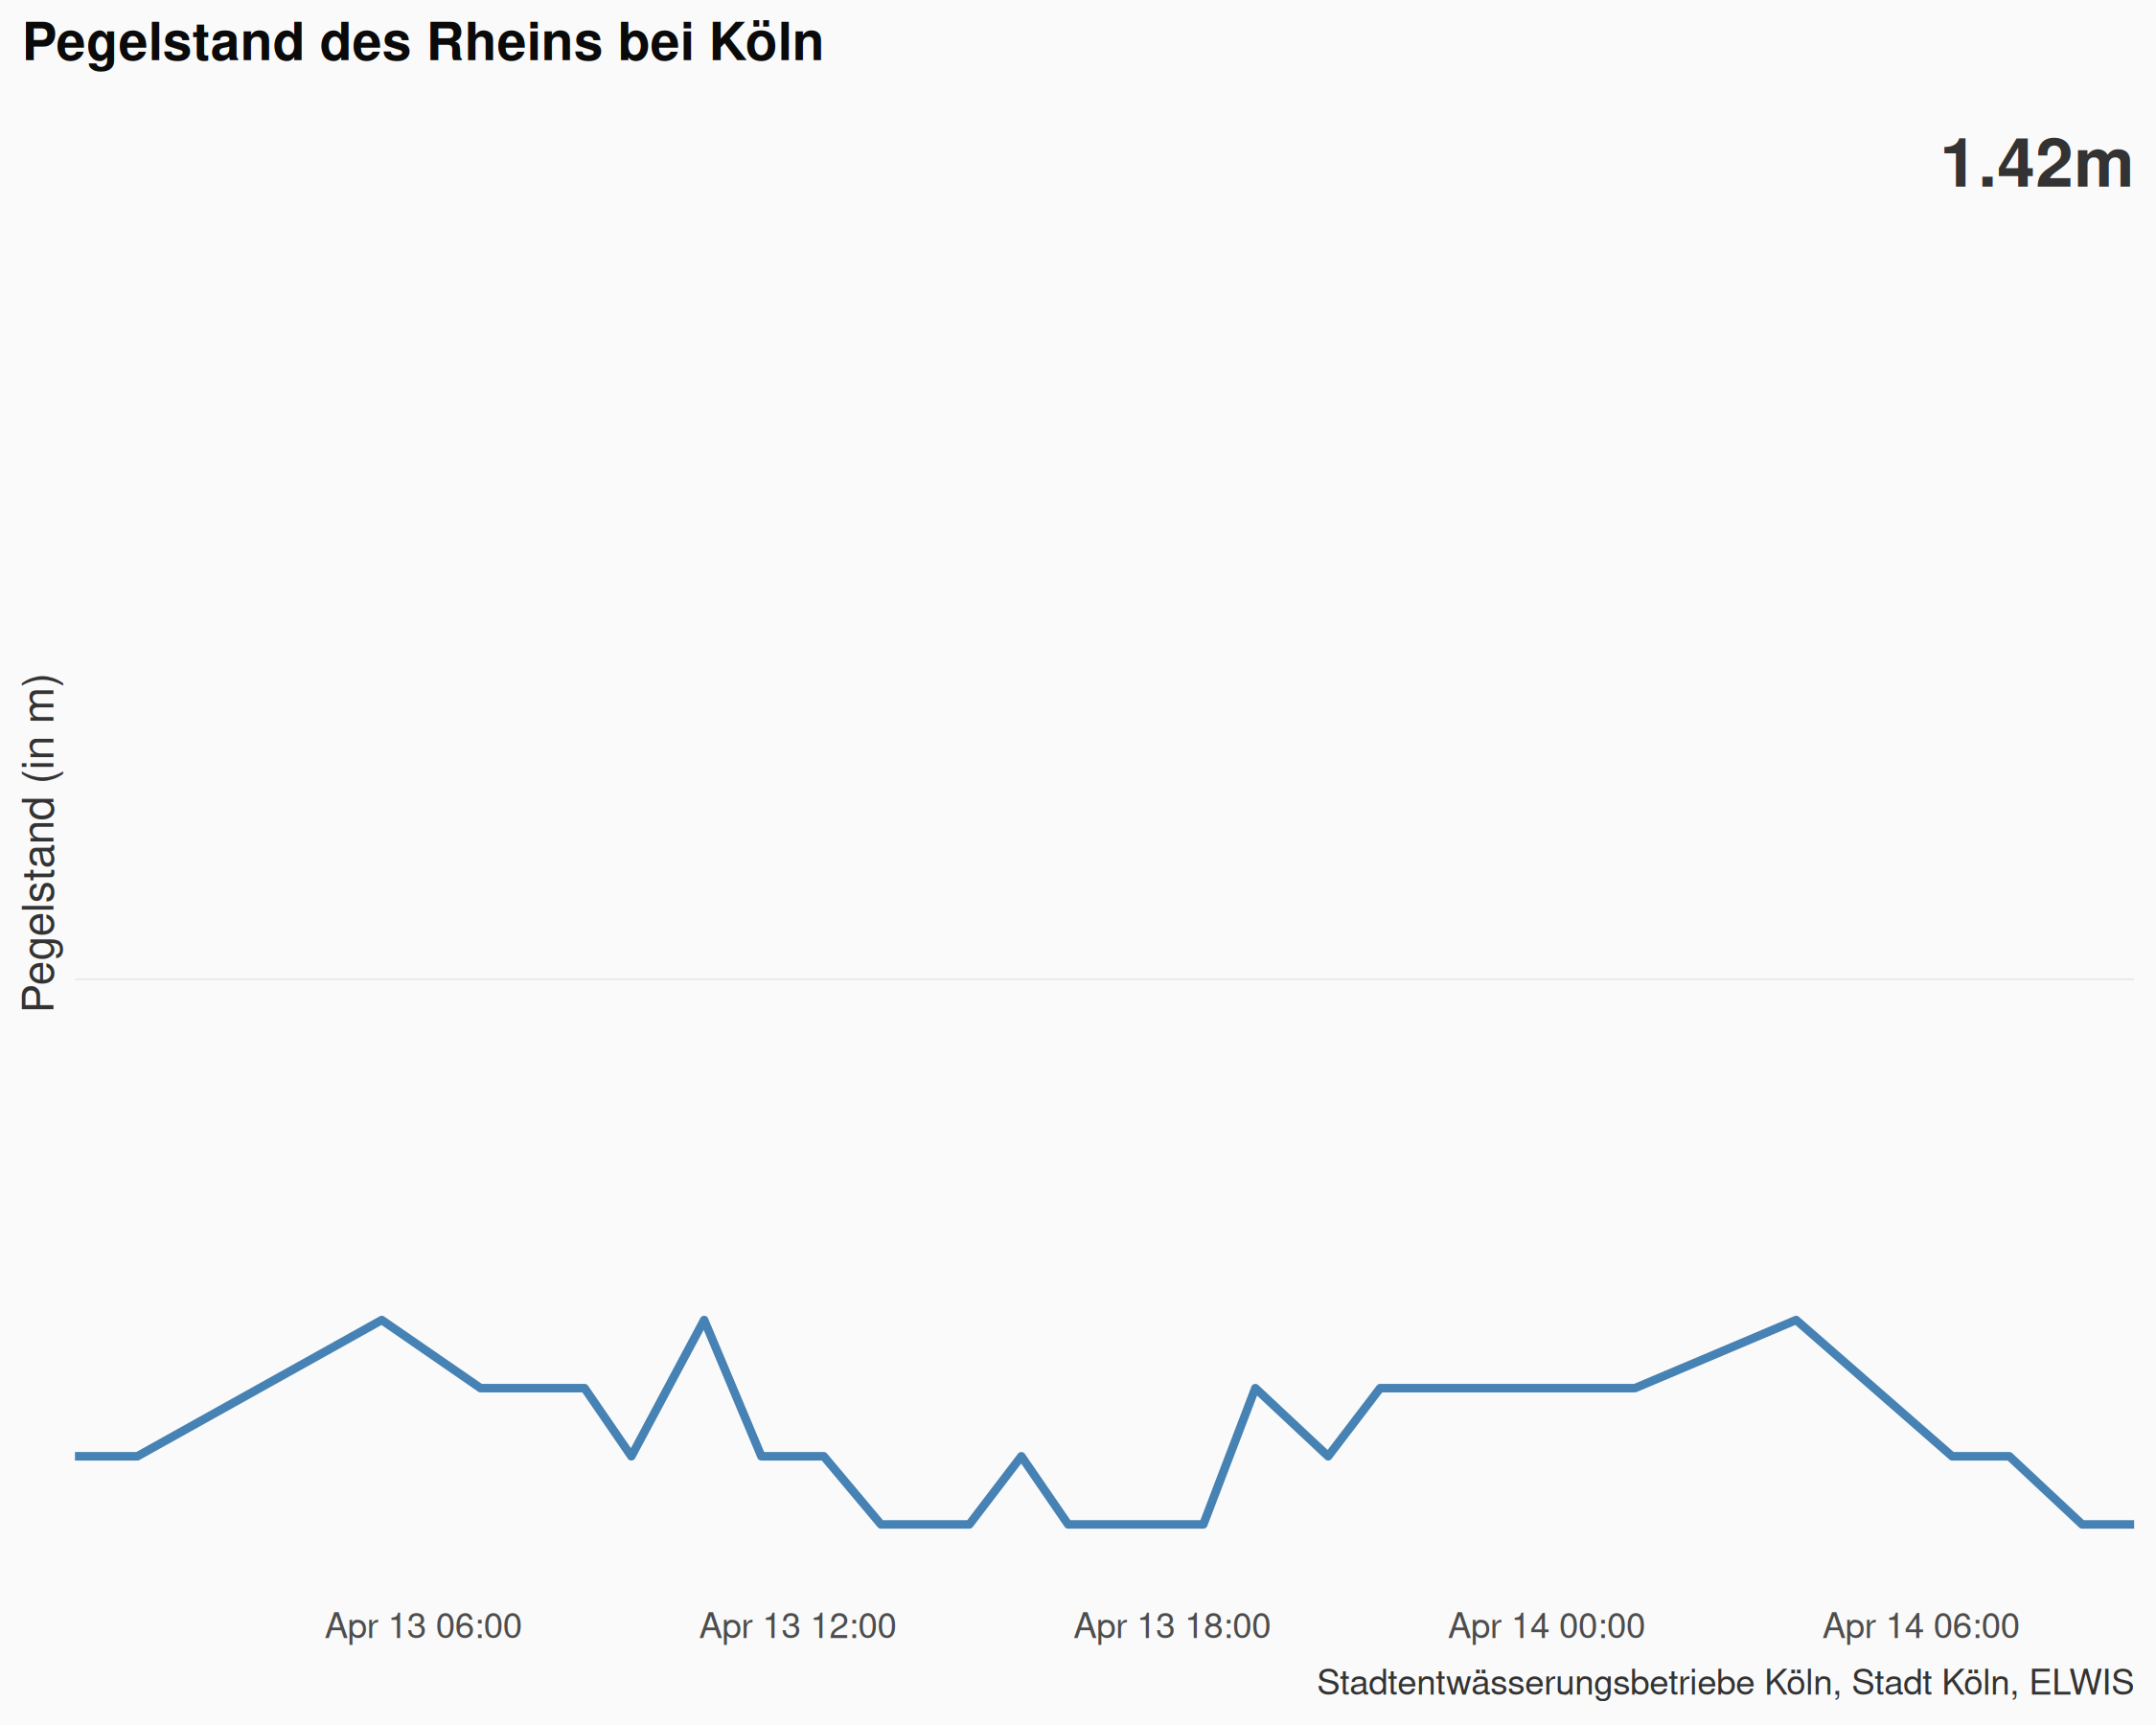 Pegelstand des Rheins bei Köln
1.42m
Pegelstand (in m)
Apr 13 06:00
Apr 13 12:00
Apr 13 18:00
Apr 14 00:00
Apr 14 06:00
Stadtentwässerungsbetriebe Köln, Stadt Köln, ELWIS